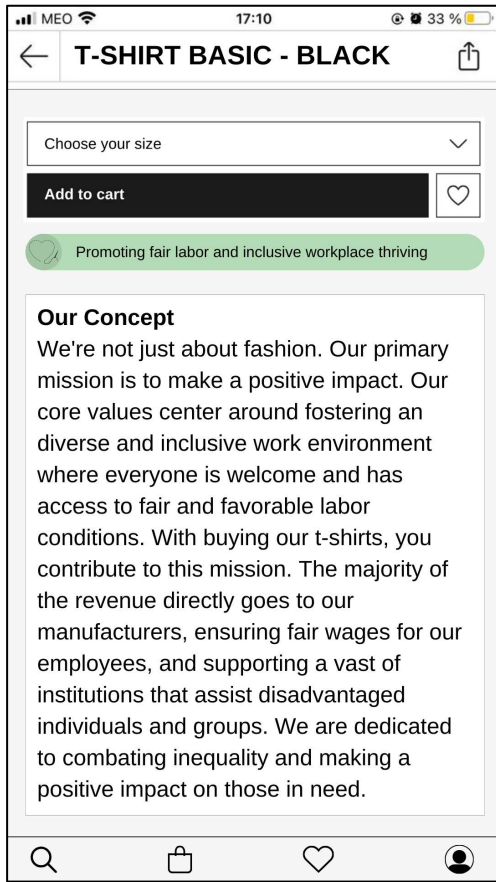 MEO 17:10 33 %
T-SHIRT BASIC - BLACK
Choose your size
Add to cart
Promoting fair labor and inclusive workplace thriving
Our Concept
We're not just about fashion. Our primary
mission is to make a positive impact. Our
core values center around fostering an
diverse and inclusive work environment
where everyone is welcome and has
access to fair and favorable labor
conditions. With buying our t-shirts, you
contribute to this mission. The majority of
the revenue directly goes to our
manufacturers, ensuring fair wages for our
employees, and supporting a vast of
institutions that assist disadvantaged
individuals and groups. We are dedicated
to combating inequality and making a
positive impact on those in need.